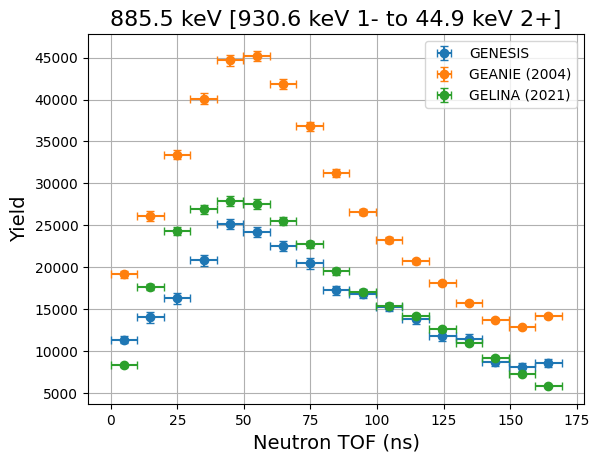 885.5 keV [930.6 keV 1- to 44.9 keV 2+]
GENESIS
GEANIE (2004)
GELINA (2021)
Yield
45000
40000
35000
30000
25000
20000
15000
10000
5000
0 25 50 75 100 125 150 175
Neutron TOF (ns)